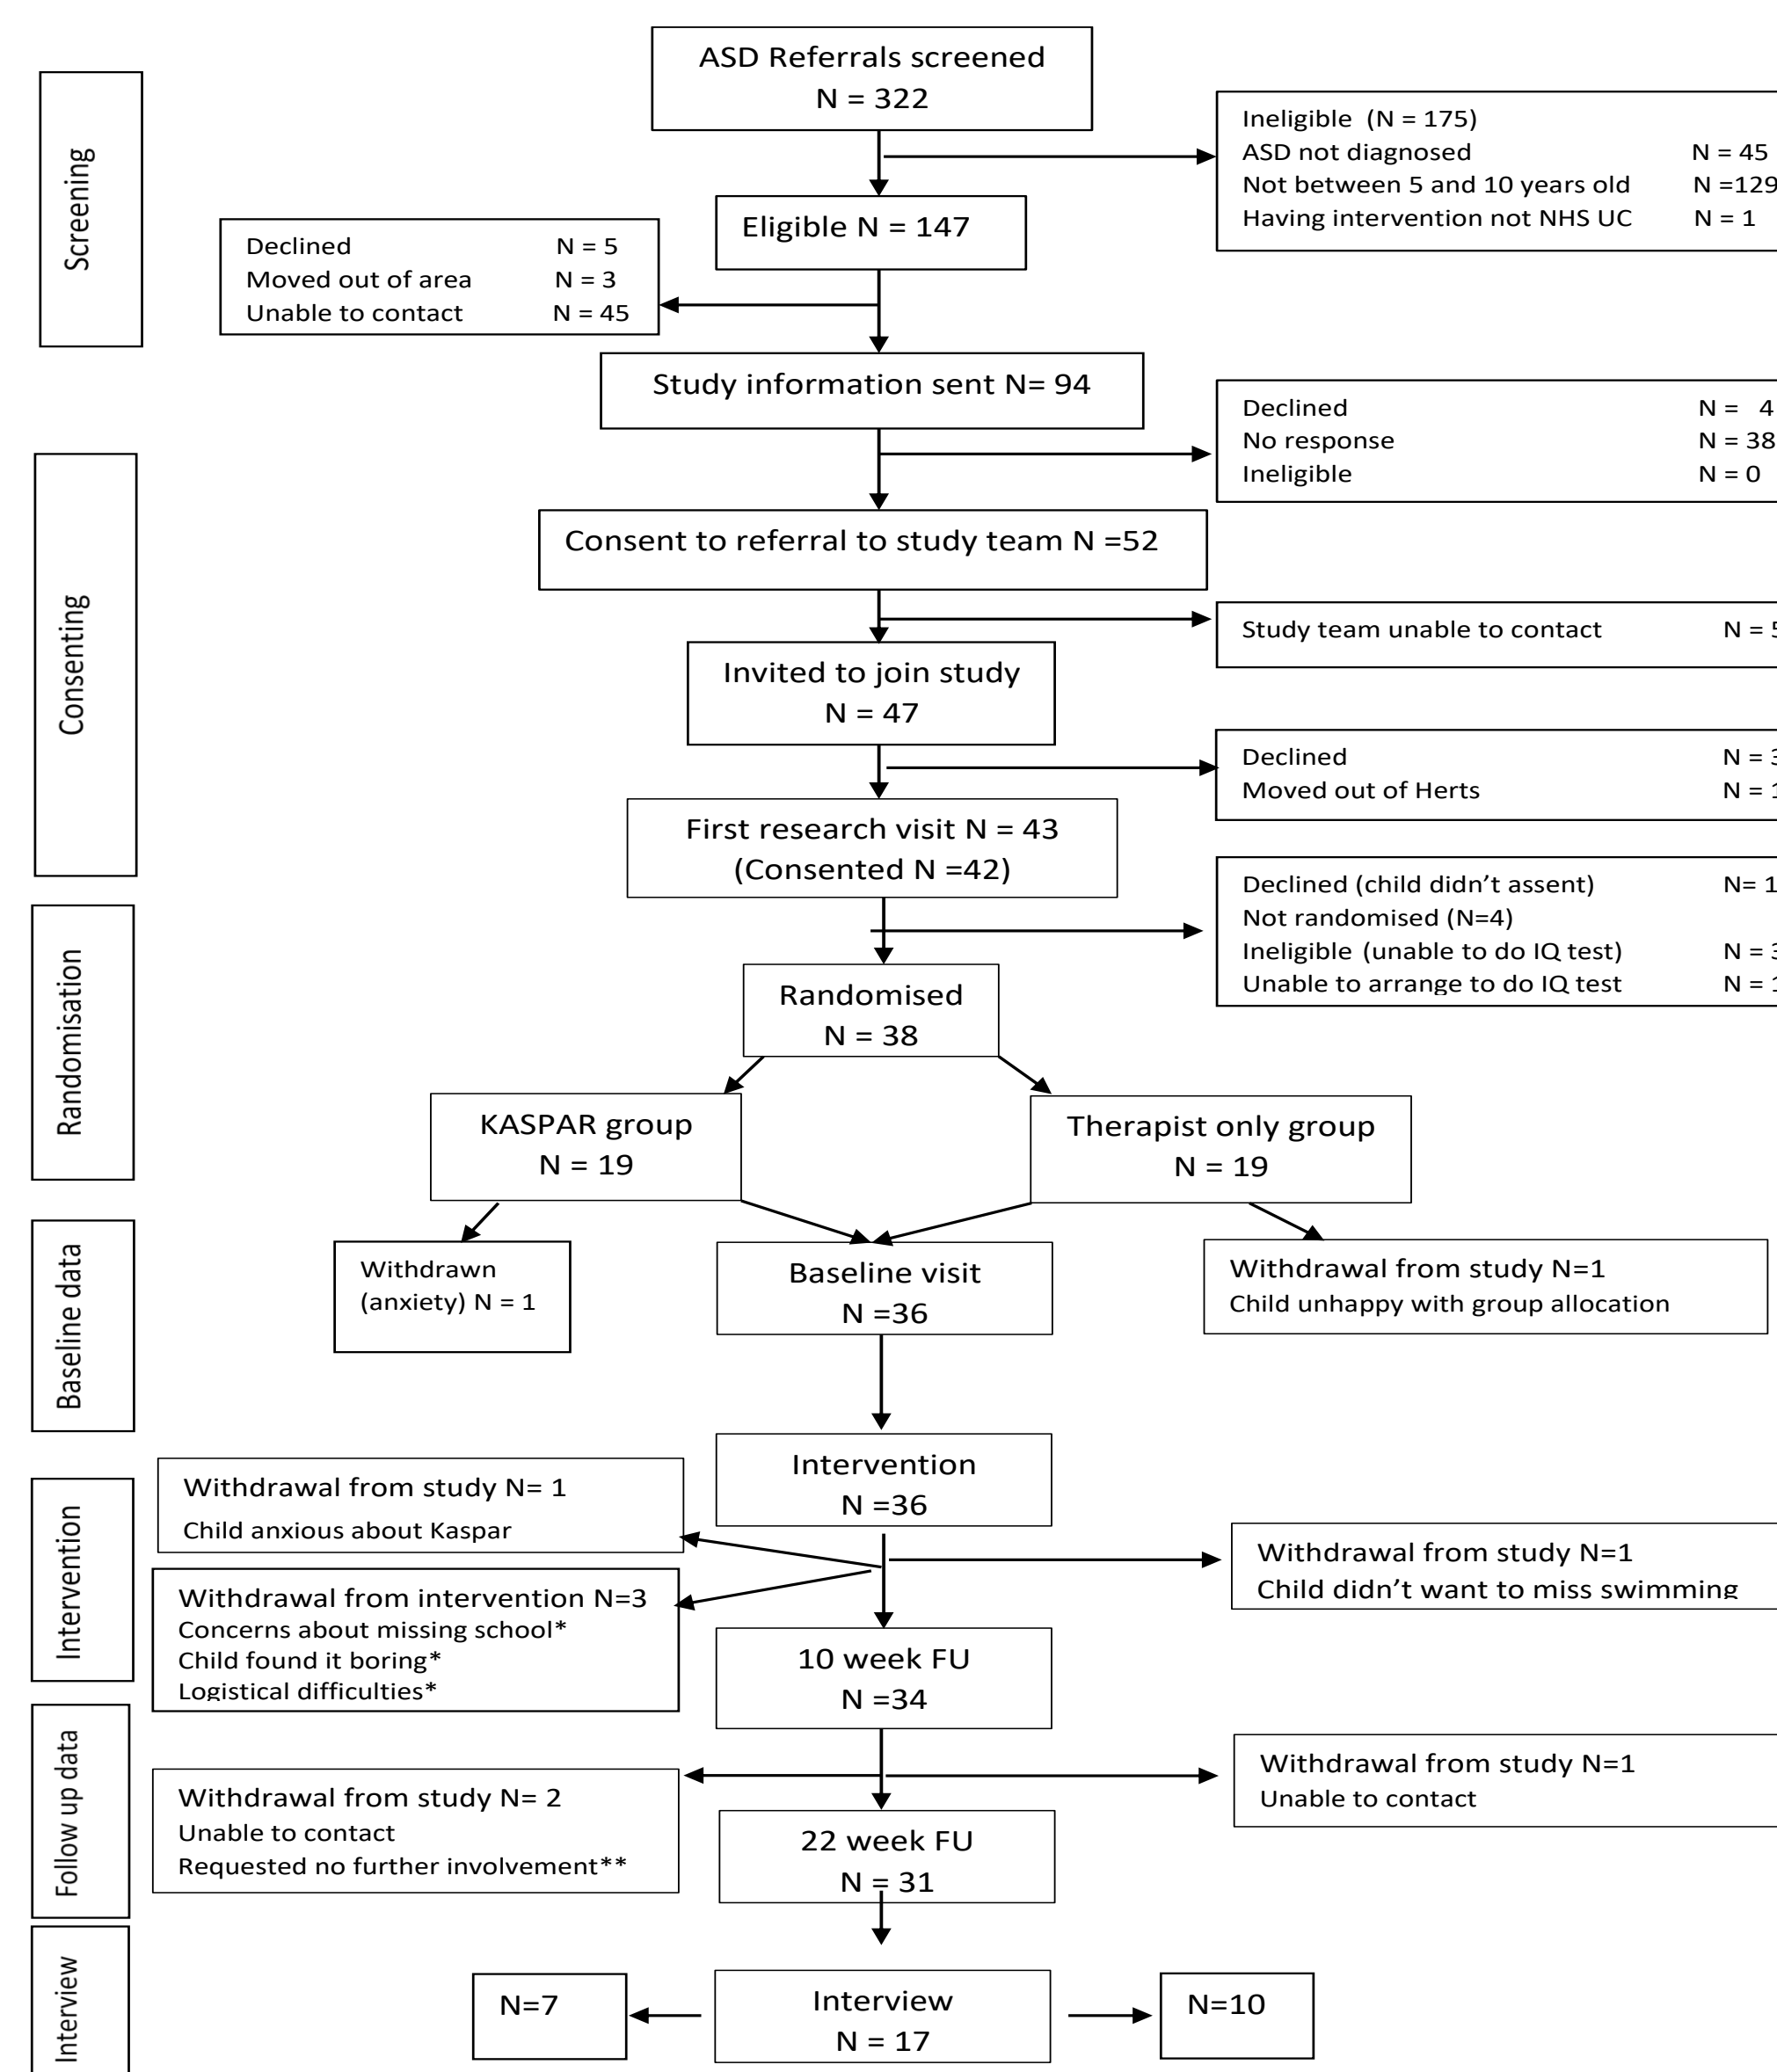 Screening
ASD Referrals screened
N = 322
Ineligible (N = 175)
ASD not diagnosed N = 45
Not between 5 and 10 years old N =129
Having intervention not NHS UC N = 1
Eligible N = 147
Declined N = 5
Moved out of area N = 3
Unable to contact N = 45
Study information sent N= 94
Declined N = 4
No response N = 38
Ineligible N = 0
Consenting
Consent to referral to study team N =52
Study team unable to contact N = 5
Invited to join study
N = 47
Declined N = 3
Moved out of Herts N = 1
First research visit N = 43
(Consented N =42)
Declined (child didn’t assent) N= 1
Not randomised (N=4)
Ineligible (unable to do IQ test) N = 3
Unable to arrange to do IQ test N = 1
Randomisation
Randomised
N = 38
KASPAR group
N = 19
Therapist only group
N = 19
Baseline data
Withdrawn
(anxiety) N = 1
Baseline visit
N =36
Withdrawal from study N=1
Child unhappy with group allocation
Intervention
Intervention
N =36
Withdrawal from study N= 1
Child anxious about Kaspar
Withdrawal from study N=1
Child didn’t want to miss swimming
Withdrawal from intervention N=3
Concerns about missing school*
Child found it boring*
Logistical difficulties*
10 week FU
N =34
Follow up data
Withdrawal from study N= 2
Unable to contact
Requested no further involvement**
Withdrawal from study N=1
Unable to contact
22 week FU
N = 31
Interview
N=7
Interview
N = 17
N=10